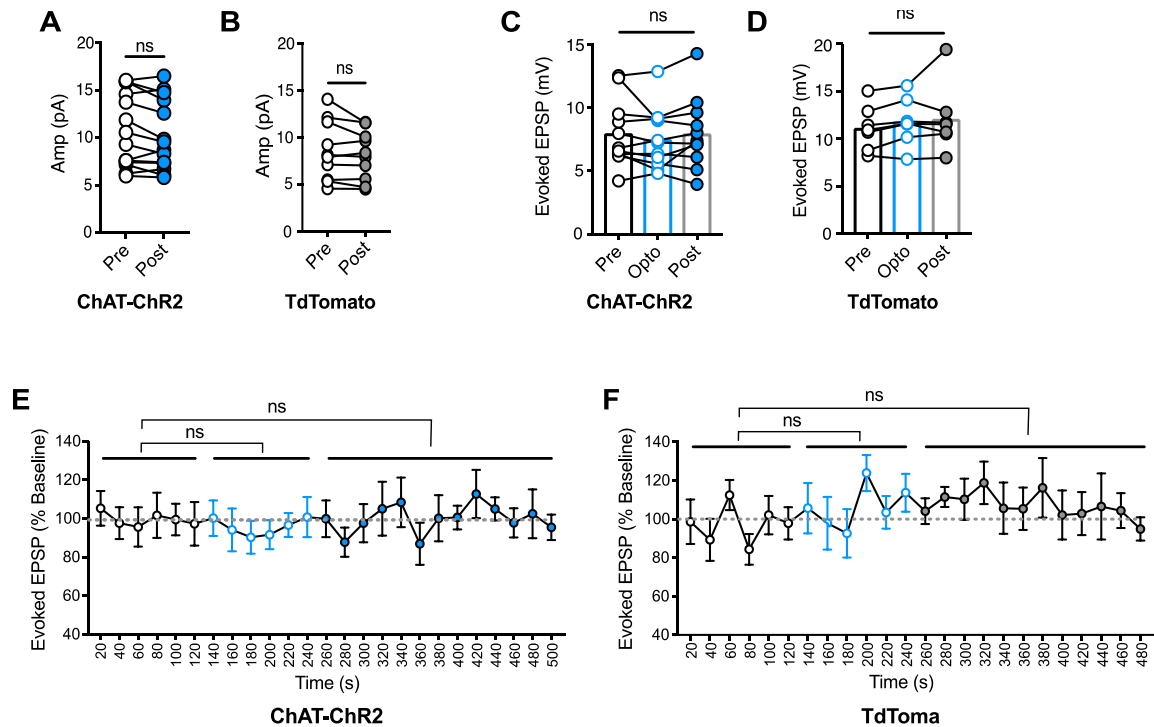 A
B
C
D
ns
ns
ns
ns
20
15
10
5
0
Amp (pA)
Pre
Post
ChAT-ChR2
20
15
10
5
0
Amp (pA)
Pre
Post
TdTomato
15
10
5
0
Evoked EPSP (mV)
Pre
Opto
Post
ChAT-ChR2
20
15
10
5
0
Evoked EPSP (mV)
Pre
Opto
Post
TdTomato
E
ns
ns
140
120
100
80
60
40
Evoked EPSP (% Baseline)
20
40
60
80
100
120
140
160
180
200
220
240
260
280
300
320
340
360
380
400
420
440
460
480
500
Time (s)
ChAT-ChR2
F
ns
ns
140
120
100
80
60
40
Evoked EPSP (% Baseline)
20
40
60
80
100
120
140
160
180
200
220
240
260
280
300
320
340
360
380
400
420
440
460
480
Time (s)
TdToma